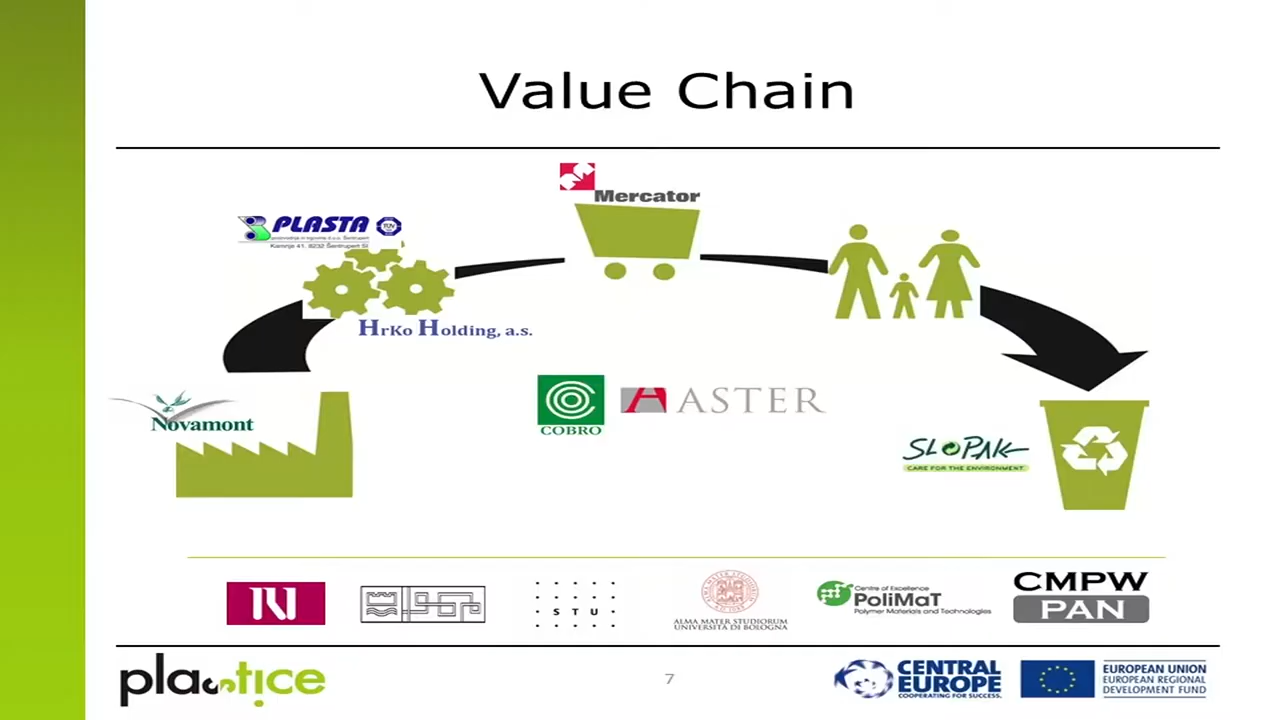 Value Chain
Mercator
PLASTA
TÜV
Kamnje 41, 8232 Šentrupert SI
HrKo Holding, a.s.
Novamont
COBRO
ASTER
SLOPAK
CARE FOR THE ENVIRONMENT
STU
ALMA MATER STUDIORUM
UNIVERSITÀ DI BOLOGNA
Centre of Excellence
PoliMaT
Polymer Materials and Technologies
CMPW
PAN
plastice
7
CENTRAL
EUROPE
COOPERATING FOR SUCCESS.
EUROPEAN UNION
EUROPEAN REGIONAL
DEVELOPMENT FUND